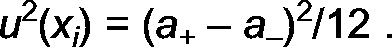 u²(xᵢ) = (a₊ – a₋)²/12 .